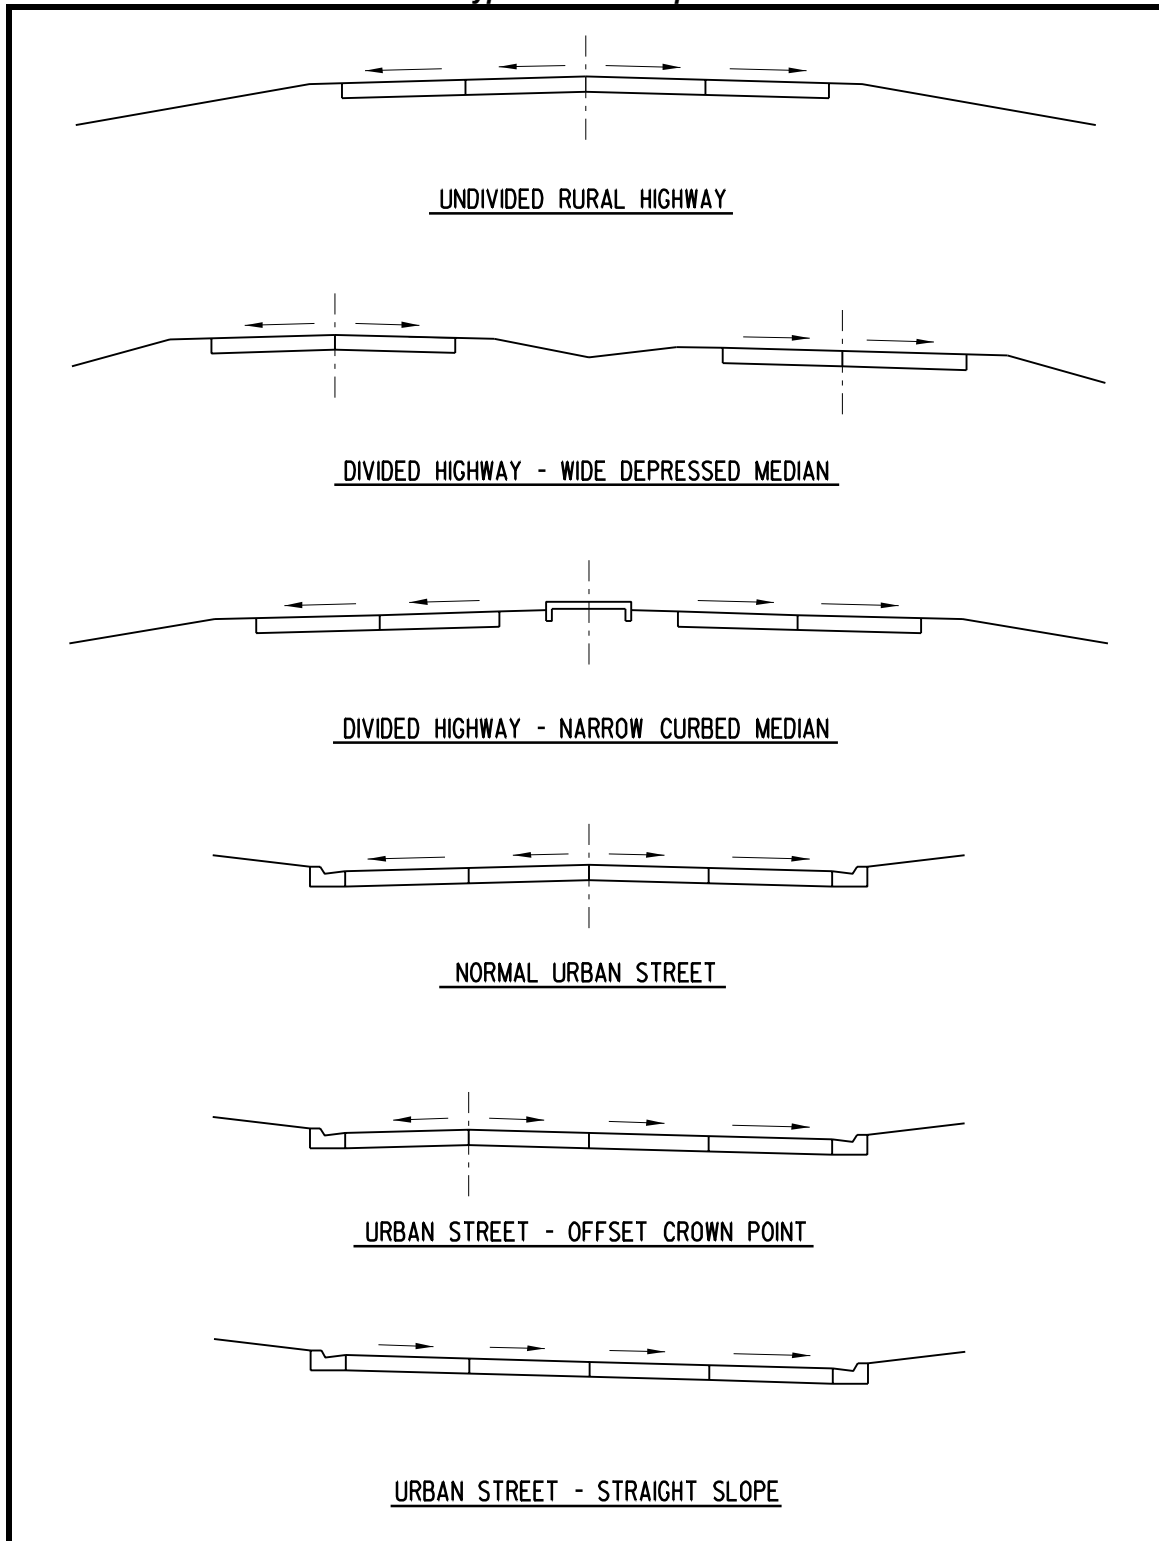 UNDIVIDED RURAL HIGHWAY
DIVIDED HIGHWAY - WIDE DEPRESSED MEDIAN
DIVIDED HIGHWAY - NARROW CURBED MEDIAN
NORMAL URBAN STREET
URBAN STREET - OFFSET CROWN POINT
URBAN STREET - STRAIGHT SLOPE